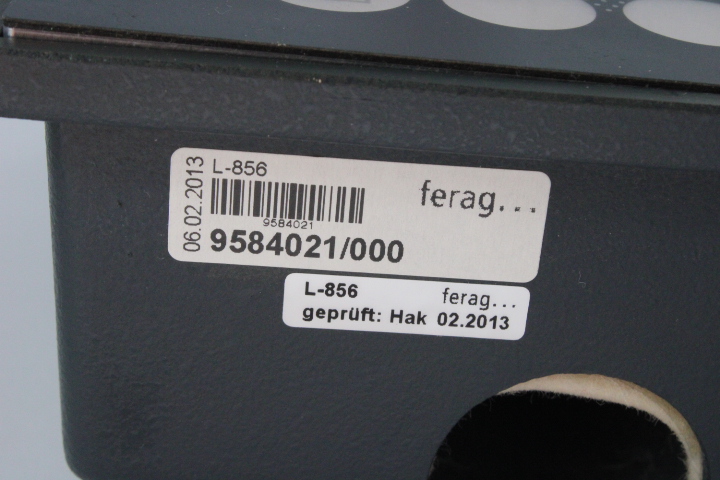 06.02.2013
L-856
ferag...
9584021
9584021/000
L-856 ferag...
geprüft: Hak 02.2013